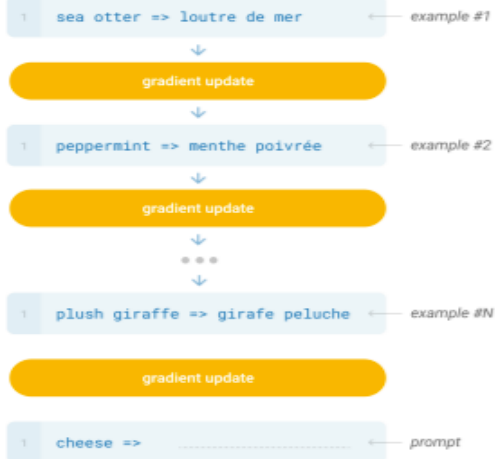 1 sea otter => loutre de mer example #1
gradient update
1 peppermint => menthe poivrée example #2
gradient update
1 plush giraffe => girafe peluche example #N
gradient update
1 cheese => prompt